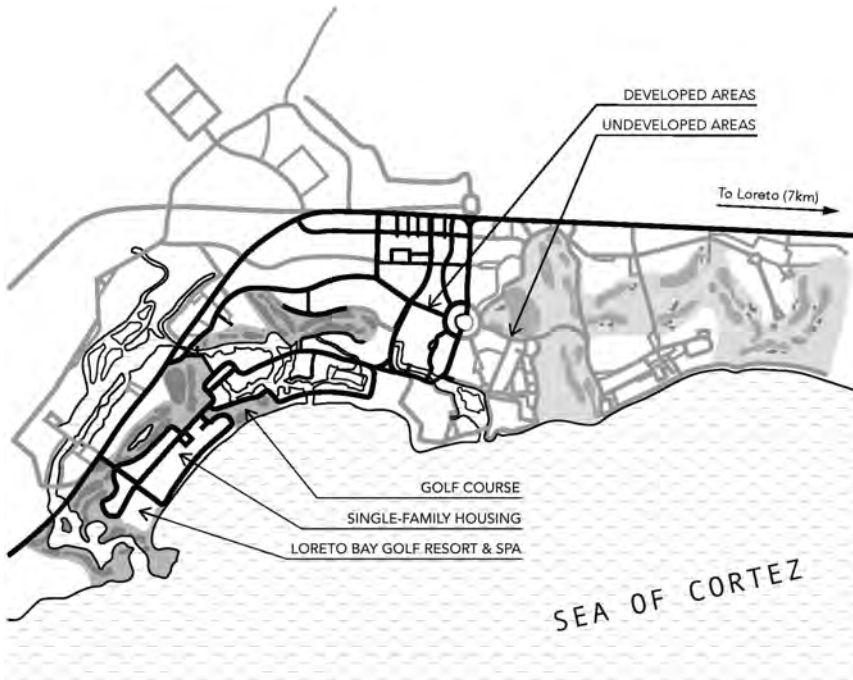 DEVELOPED AREAS
UNDEVELOPED AREAS
To Loreto (7km)
GOLF COURSE
SINGLE-FAMILY HOUSING
LORETO BAY GOLF RESORT & SPA
SEA OF CORTEZ